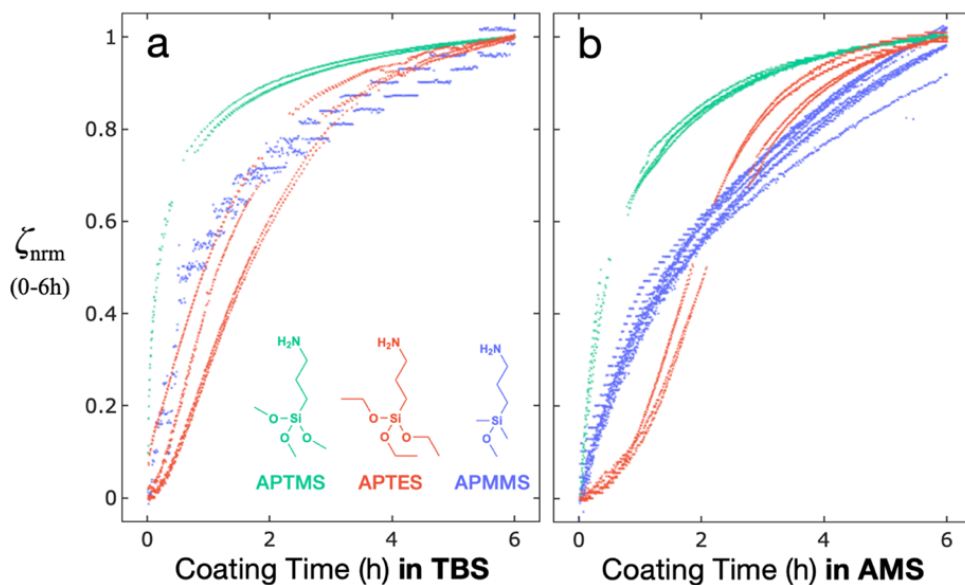 a
b
1
0.8
0.6
0.4
0.2
0
ζnrm
(0-6h)
H₂N
Si
O
O
O
APTMS
H₂N
O
Si
O
O
APTES
H₂N
Si
O
APMMS
0 2 4 6
0 2 4 6
Coating Time (h) in TBS
Coating Time (h) in AMS